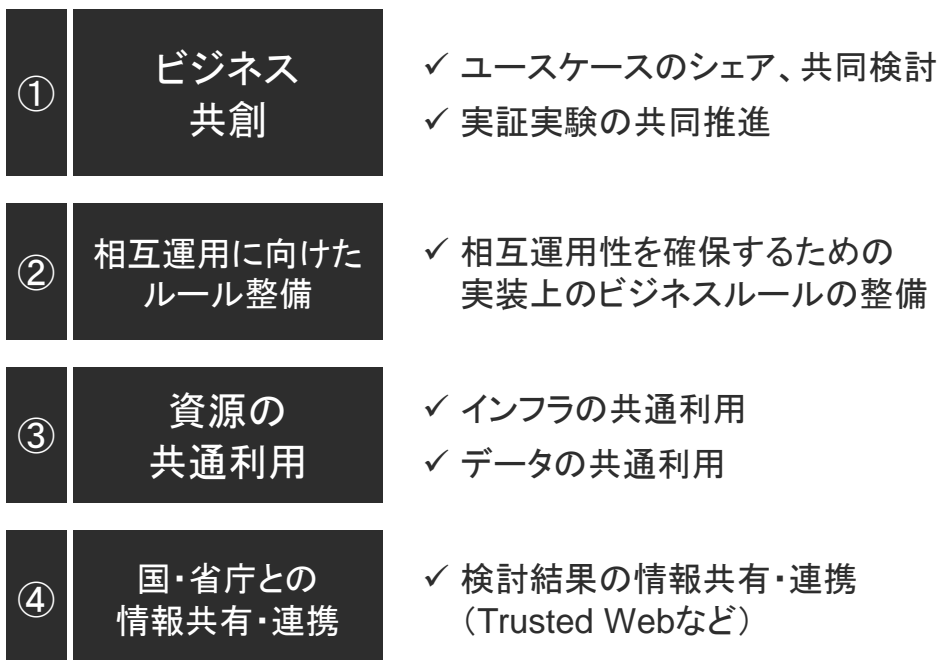 ①
ビジネス
共創
✓ ユースケースのシェア、共同検討
✓ 実証実験の共同推進
②
相互運用に向けた
ルール整備
✓ 相互運用性を確保するための
実装上のビジネスルールの整備
③
資源の
共通利用
✓ インフラの共通利用
✓ データの共通利用
④
国・省庁との
情報共有・連携
✓ 検討結果の情報共有・連携
（Trusted Webなど）